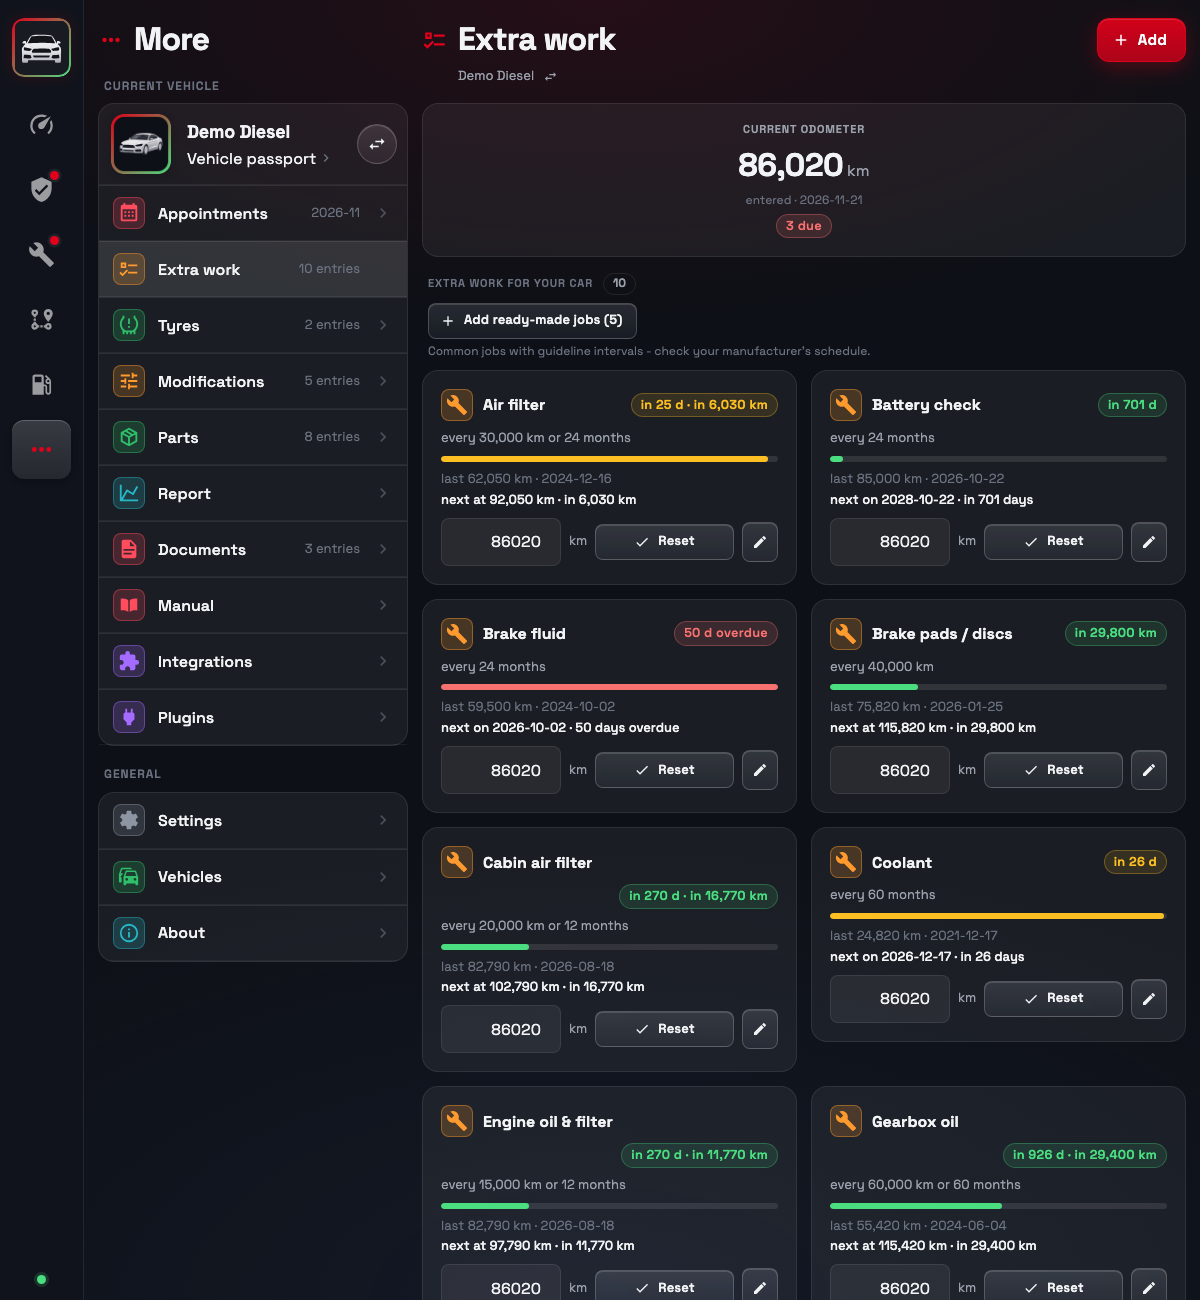 More
CURRENT VEHICLE
Demo Diesel
Vehicle passport
Appointments 2026-11
Extra work 10 entries
Tyres 2 entries
Modifications 5 entries
Parts 8 entries
Report
Documents 3 entries
Manual
Integrations
Plugins
GENERAL
Settings
Vehicles
About
Extra work
Demo Diesel
+ Add
CURRENT ODOMETER
86,020 km
entered · 2026-11-21
3 due
EXTRA WORK FOR YOUR CAR 10
+ Add ready-made jobs (5)
Common jobs with guideline intervals - check your manufacturer's schedule.
Air filter in 25 d · in 6,030 km
every 30,000 km or 24 months
last 62,050 km · 2024-12-16
next at 92,050 km · in 6,030 km
86020 km Reset
Battery check in 701 d
every 24 months
last 85,000 km · 2026-10-22
next on 2028-10-22 · in 701 days
86020 km Reset
Brake fluid 50 d overdue
every 24 months
last 59,500 km · 2024-10-02
next on 2026-10-02 · 50 days overdue
86020 km Reset
Brake pads / discs in 29,800 km
every 40,000 km
last 75,820 km · 2026-01-25
next at 115,820 km · in 29,800 km
86020 km Reset
Cabin air filter
in 270 d · in 16,770 km
every 20,000 km or 12 months
last 82,790 km · 2026-08-18
next at 102,790 km · in 16,770 km
86020 km Reset
Coolant in 26 d
every 60 months
last 24,820 km · 2021-12-17
next on 2026-12-17 · in 26 days
86020 km Reset
Engine oil & filter
in 270 d · in 11,770 km
every 15,000 km or 12 months
last 82,790 km · 2026-08-18
next at 97,790 km · in 11,770 km
86020 km Reset
Gearbox oil
in 926 d · in 29,400 km
every 60,000 km or 60 months
last 55,420 km · 2024-06-04
next at 115,420 km · in 29,400 km
86020 km Reset